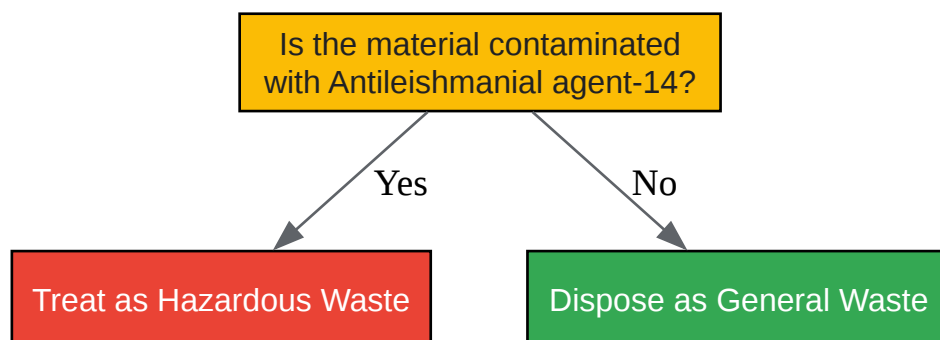 Is the material contaminated
with Antileishmanial agent-14?
Yes
No
Treat as Hazardous Waste
Dispose as General Waste